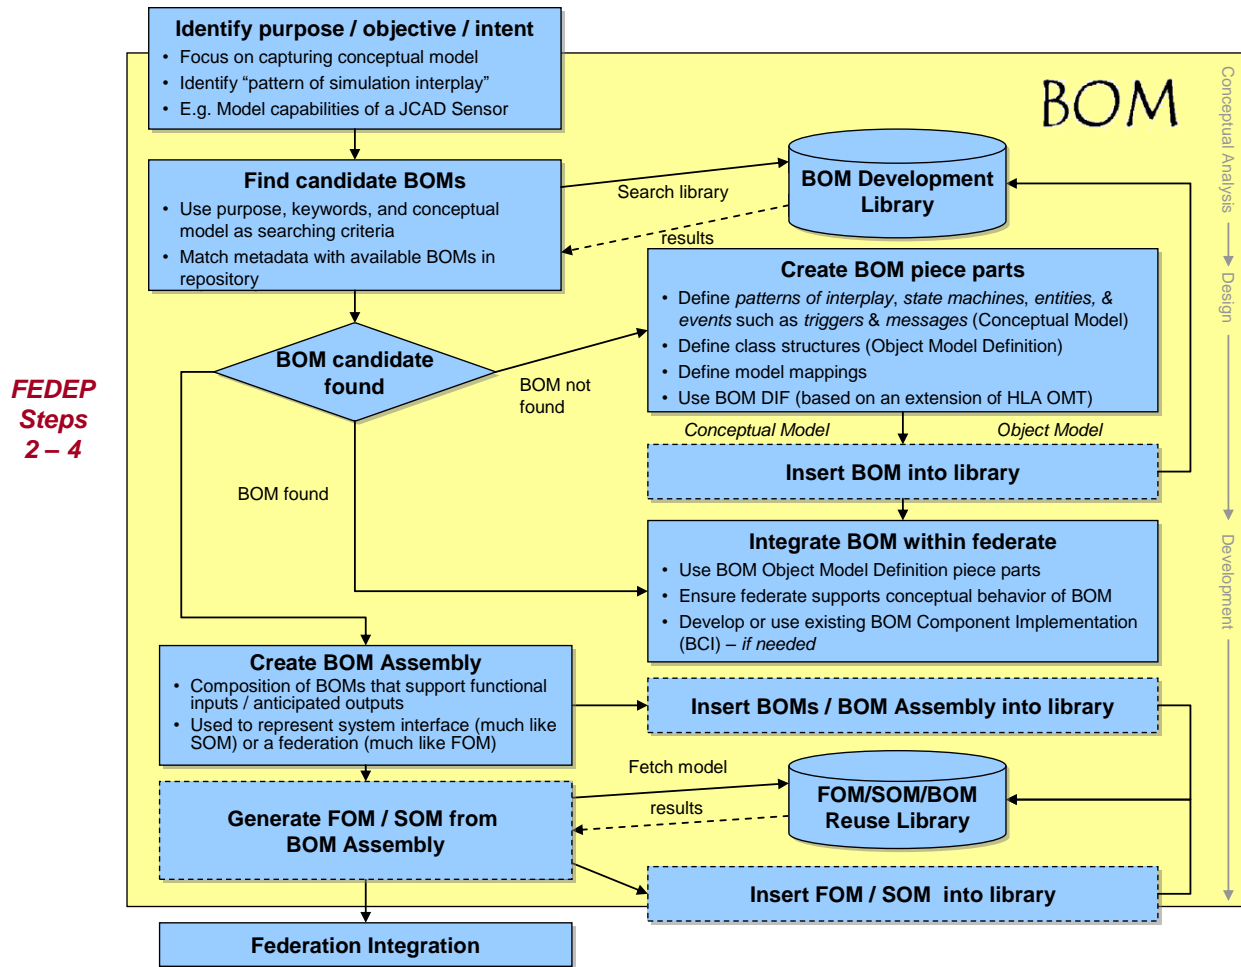 Identify purpose / objective / intent
• Focus on capturing conceptual model
• Identify “pattern of simulation interplay”
• E.g. Model capabilities of a JCAD Sensor
BOM
Conceptual Analysis
Find candidate BOMs
• Use purpose, keywords, and conceptual
model as searching criteria
• Match metadata with available BOMs in
repository
Search library
results
BOM Development
Library
Design
Create BOM piece parts
• Define patterns of interplay, state machines, entities, &
events such as triggers & messages (Conceptual Model)
• Define class structures (Object Model Definition)
• Define model mappings
• Use BOM DIF (based on an extension of HLA OMT)
BOM candidate
found
BOM not
found
FEDEP
Steps
2 – 4
Conceptual Model
Object Model
Insert BOM into library
BOM found
Integrate BOM within federate
• Use BOM Object Model Definition piece parts
• Ensure federate supports conceptual behavior of BOM
• Develop or use existing BOM Component Implementation
(BCI) – if needed
Development
Create BOM Assembly
• Composition of BOMs that support functional
inputs / anticipated outputs
• Used to represent system interface (much like
SOM) or a federation (much like FOM)
Insert BOMs / BOM Assembly into library
Fetch model
results
Generate FOM / SOM from
BOM Assembly
FOM/SOM/BOM
Reuse Library
Insert FOM / SOM into library
Federation Integration